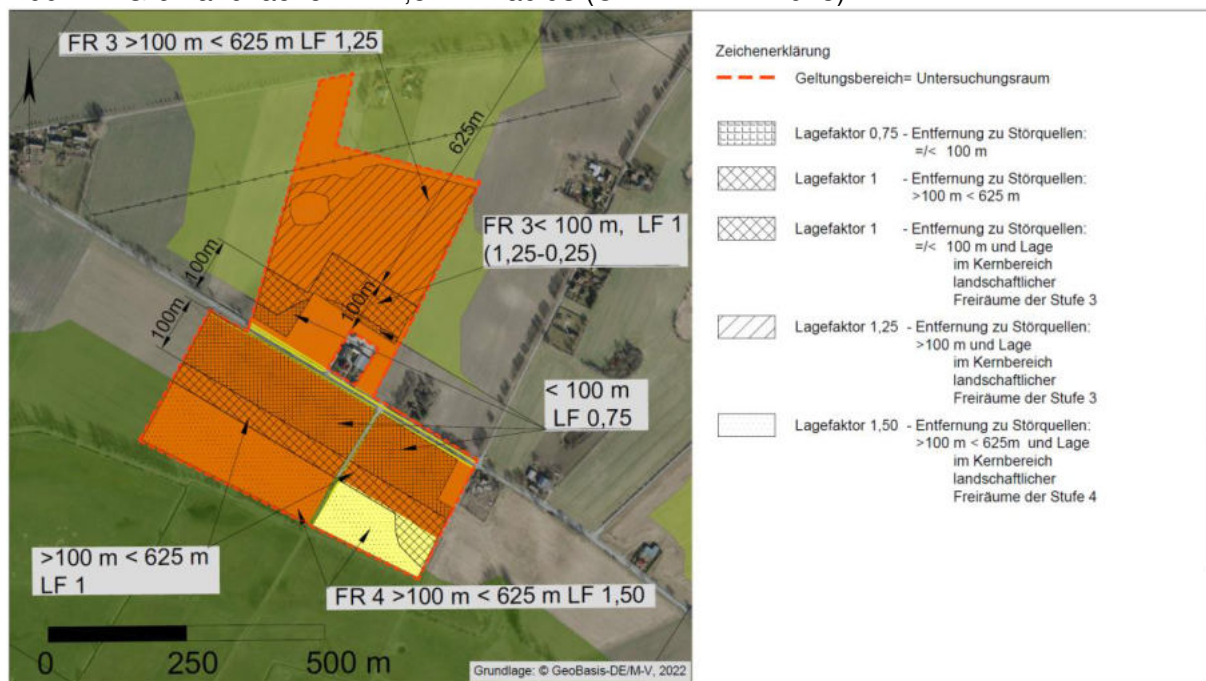 FR 3 >100 m < 625 m LF 1,25
625m
FR 3< 100 m, LF 1
(1,25-0,25)
100m
100m
100m
< 100 m
LF 0,75
>100 m < 625 m
LF 1
FR 4 >100 m < 625 m LF 1,50
0 250 500 m
Grundlage: © GeoBasis-DE/M-V, 2022
Zeichenerklärung
Geltungsbereich= Untersuchungsraum
Lagefaktor 0,75 - Entfernung zu Störquellen:
=/< 100 m
Lagefaktor 1 - Entfernung zu Störquellen:
>100 m < 625 m
Lagefaktor 1 - Entfernung zu Störquellen:
=/< 100 m und Lage
im Kernbereich
landschaftlicher
Freiräume der Stufe 3
Lagefaktor 1,25 - Entfernung zu Störquellen:
>100 m und Lage
im Kernbereich
landschaftlicher
Freiräume der Stufe 3
Lagefaktor 1,50 - Entfernung zu Störquellen:
>100 m < 625m und Lage
im Kernbereich
landschaftlicher
Freiräume der Stufe 4